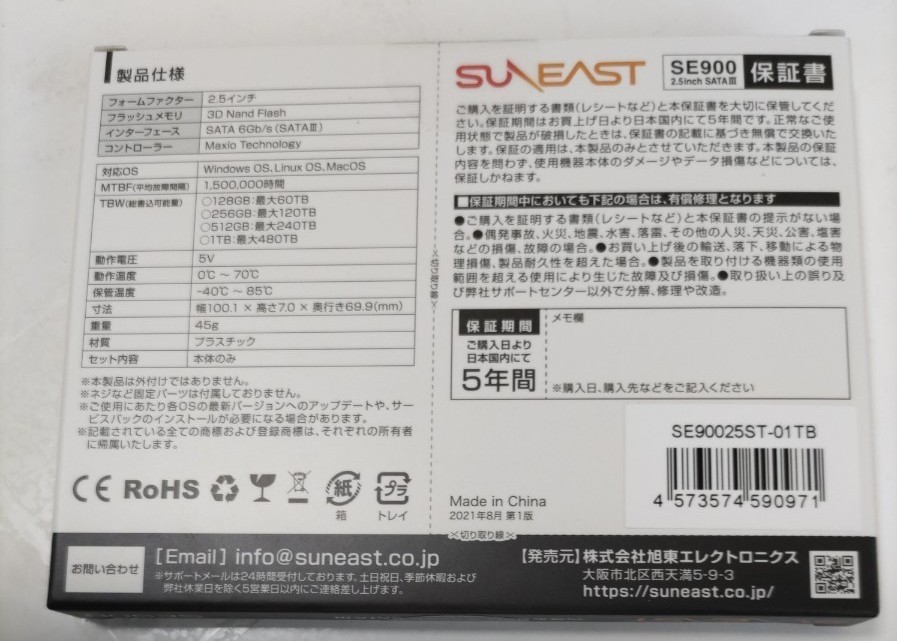 製品仕様
フォームファクター 2.5インチ
フラッシュメモリ 3D Nand Flash
インターフェース SATA 6Gb/s (SATAⅢ)
コントローラー Maxio Technology
対応OS Windows OS、Linux OS、MacOS
MTBF(平均故障間隔) 1,500,000時間
TBW(総書込可能量) ○128GB:最大60TB
○256GB:最大120TB
○512GB:最大240TB
○1TB:最大480TB
動作電圧 5V
動作温度 0℃ ～ 70℃
保管温度 -40℃ ～ 85℃
寸法 幅100.1 × 高さ7.0 × 奥行き69.9(mm)
重量 45g
材質 プラスチック
セット内容 本体のみ
※本製品は外付けではありません。
※ネジなど固定パーツは付属しておりません。
※ご使用にあたり各OSの最新バージョンへのアップデートや、サー
ビスパックのインストールが必要になる場合があります。
※記載されている全ての商標および登録商標は、それぞれの所有者
に帰属いたします。
CE RoHS 紙 プラ
箱 トレイ
切り取り線
SUNEAST SE900 2.5inch SATAⅢ 保証書
ご購入を証明する書類(レシートなど)と本保証書を大切に保管してくだ
さい。保証期間はお買上げ日より日本国内にて5年間です。正常なご使
用状態で製品が破損したときは、保証書の記載に基づき無償で交換いた
します。保証の適用は、本製品のみとさせていただきます。本製品の保証
内容を問わず、使用機器本体のダメージやデータ損傷などについては、
保証しかねます。
■保証期間中においても下記の場合は、有償修理となります
●ご購入を証明する書類(レシートなど)と本保証書の提示がない場
合。●偶発事故、火災、地震、水害、落雷、その他の人災、天災、公害、塩害
などの損傷、故障の場合。●お買い上げ後の輸送、落下、移動による物
理損傷、製品耐久性を超えた場合。●製品を取り付ける機器類の使用
範囲を超える使用により生じた故障及び損傷。●取り扱い上の誤り及
び弊社サポートセンター以外で分解、修理や改造。
保証期間
ご購入日より
日本国内にて
5年間
メモ欄
※購入日、購入先などをご記入ください
SE90025ST-01TB
4 573574 590971
Made in China
2021年8月 第1版
切り取り線
お問い合わせ
[Email] info@suneast.co.jp
※サポートメールは24時間受付しております。土日祝日、季節休暇および
弊社休業日を除く5営業日以内にご連絡差し上げます。
【発売元】株式会社旭東エレクトロニクス
大阪市北区西天満5-9-3
https://suneast.co.jp/